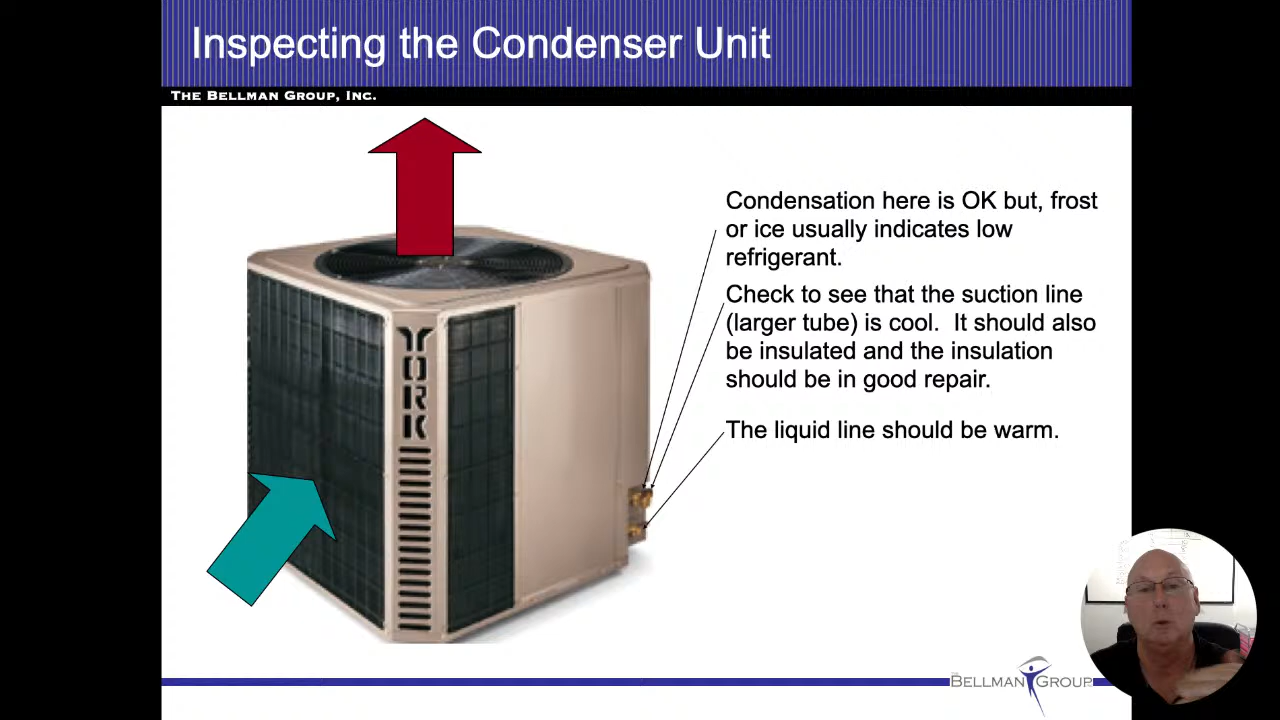 Inspecting the Condenser Unit
THE BELLMAN GROUP, INC.
Condensation here is OK but, frost
or ice usually indicates low
refrigerant.
Check to see that the suction line
(larger tube) is cool.  It should also
be insulated and the insulation
should be in good repair.
The liquid line should be warm.
YORK
THE
BELLMAN GROUP